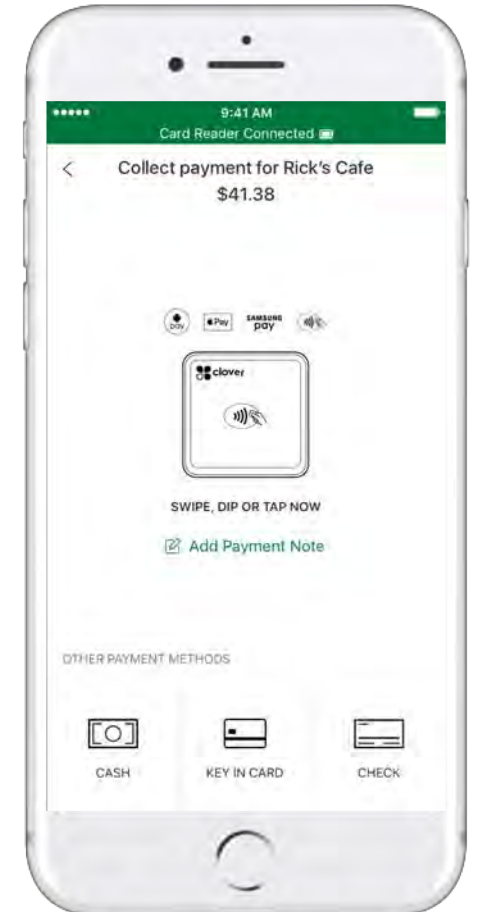 9:41 AM
Card Reader Connected
Collect payment for Rick's Cafe
$41.38
pay
Pay
SAMSUNG
pay
clover
SWIPE, DIP OR TAP NOW
Add Payment Note
OTHER PAYMENT METHODS
CASH
KEY IN CARD
CHECK